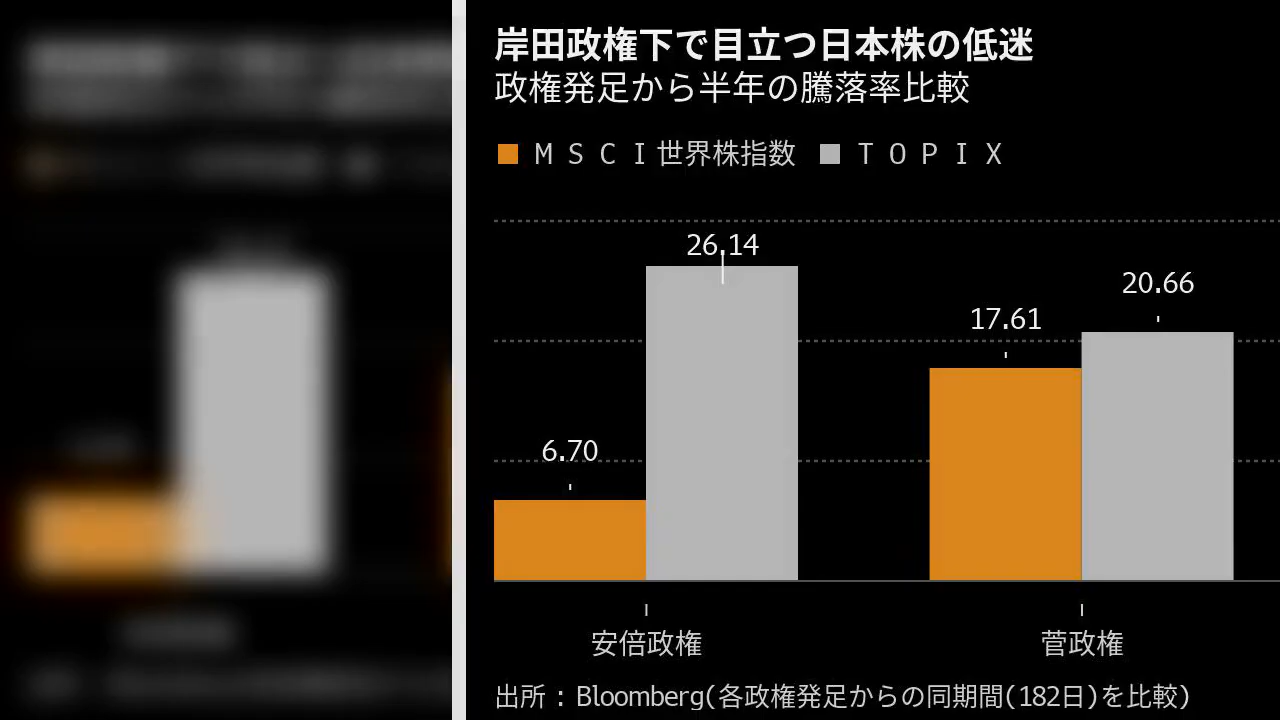 岸田政権下で目立つ日本株の低迷
政権発足から半年の騰落率比較
ＭＳＣＩ世界株指数 ＴＯＰＩＸ
26.14
20.66
17.61
6.70
安倍政権 菅政権
出所：Bloomberg(各政権発足からの同期間(182日)を比較)